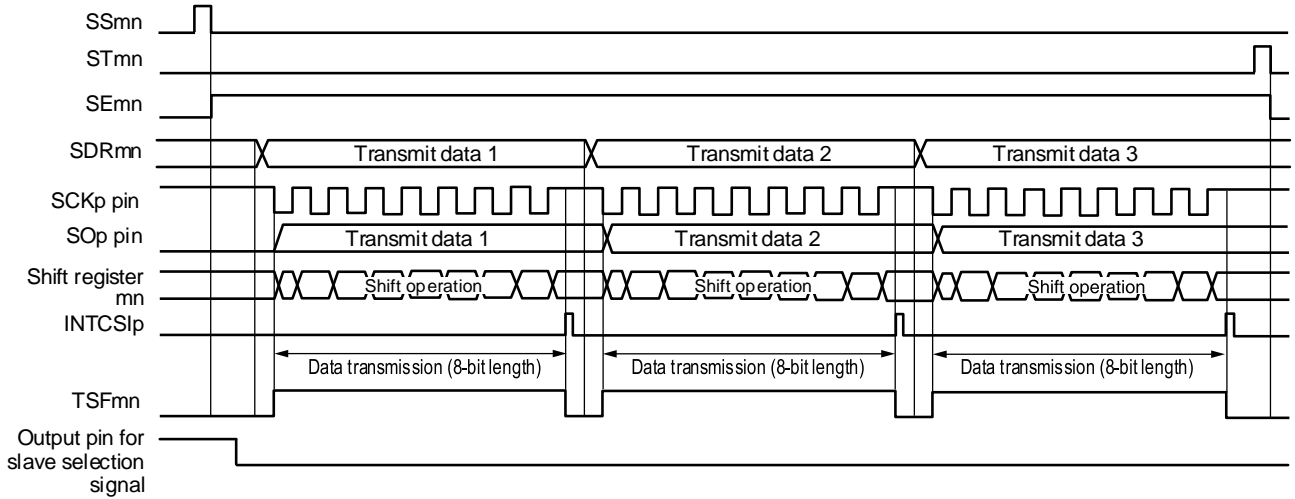 SSmn
STmn
SEmn
SDRmn
Transmit data 1
Transmit data 2
Transmit data 3
SCKp pin
SOp pin
Transmit data 1
Transmit data 2
Transmit data 3
Shift register
mn
Shift operation
Shift operation
Shift operation
INTCSIp
Data transmission (8-bit length)
Data transmission (8-bit length)
Data transmission (8-bit length)
TSFmn
Output pin for
slave selection
signal